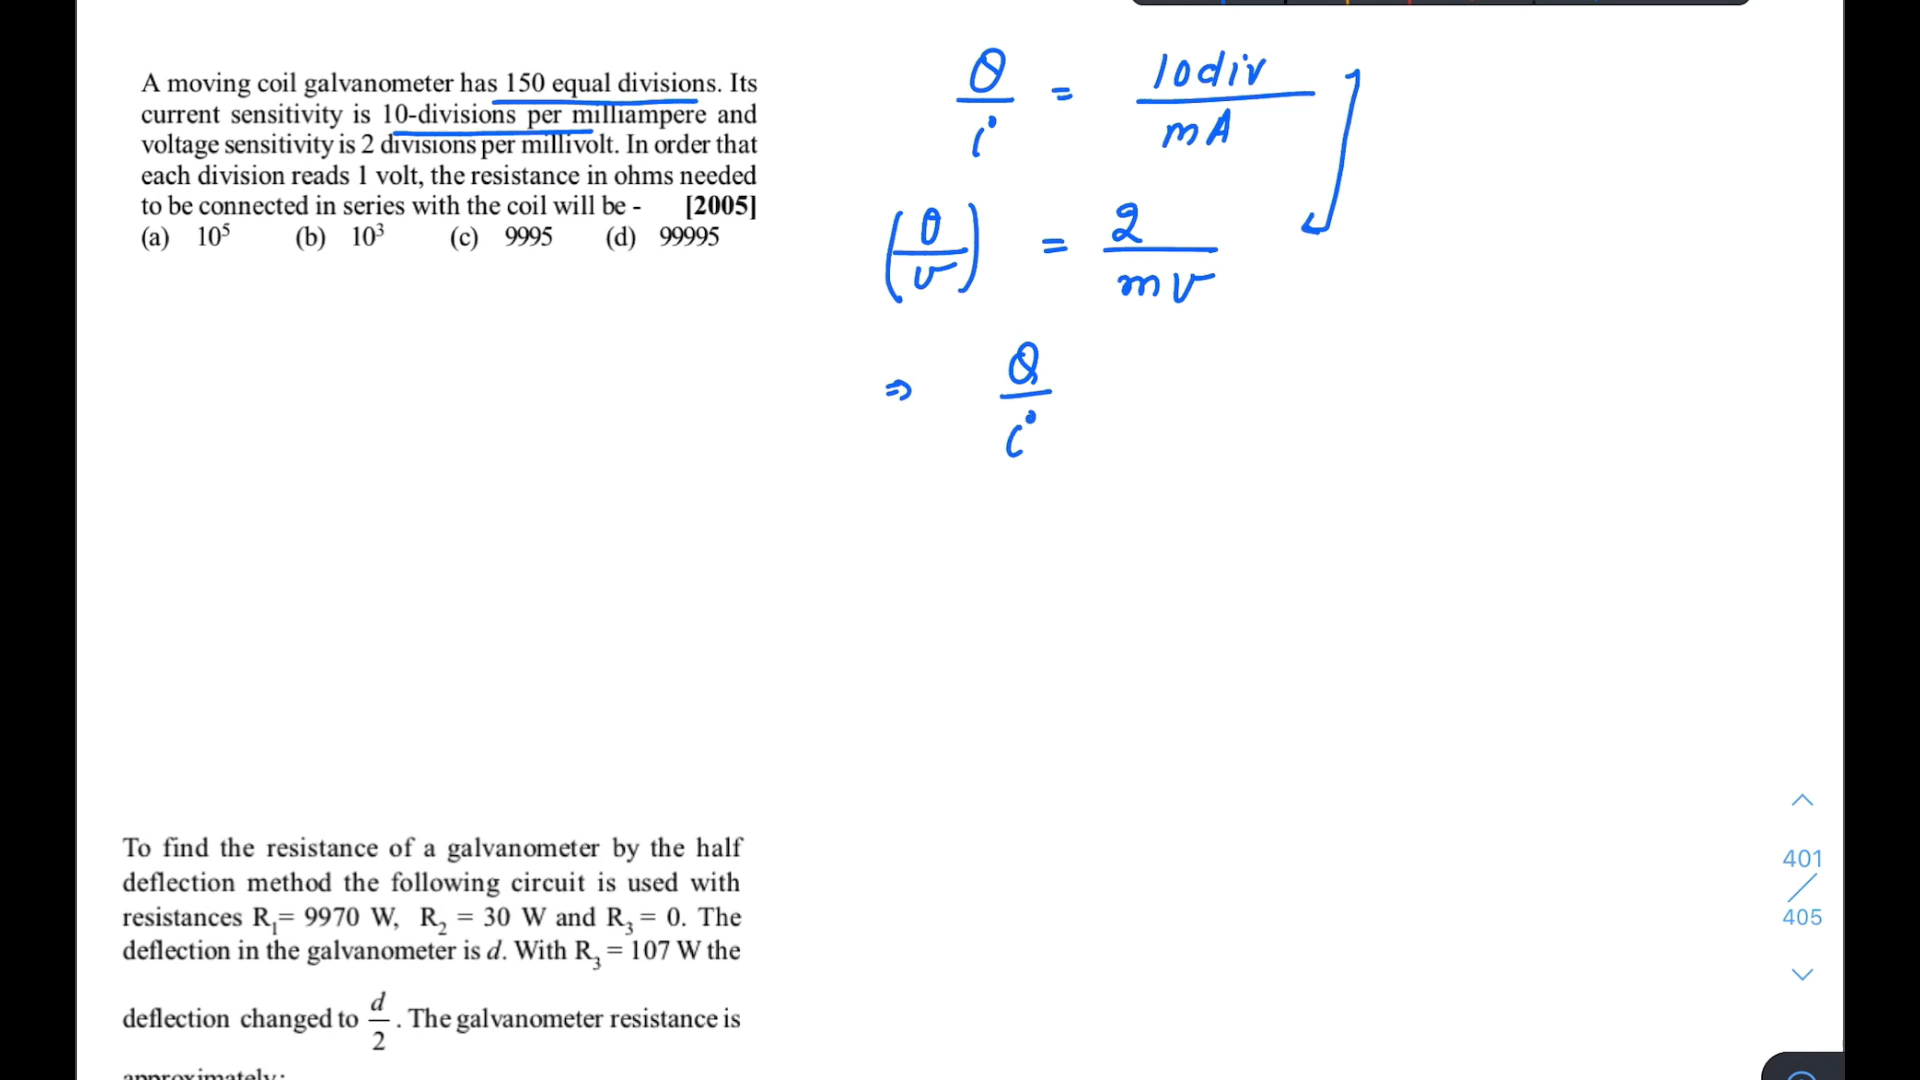 A moving coil galvanometer has 150 equal divisions. Its
current sensitivity is 10-divisions per milliampere and
voltage sensitivity is 2 divisions per millivolt. In order that
each division reads 1 volt, the resistance in ohms needed
to be connected in series with the coil will be - [2005]
(a) 10⁵ (b) 10³ (c) 9995 (d) 99995
θ/i = 10div/mA
(θ/v) = 2/mv
⇒ θ/i
To find the resistance of a galvanometer by the half
deflection method the following circuit is used with
resistances R₁= 9970 W, R₂ = 30 W and R₃ = 0. The
deflection in the galvanometer is d. With R₃ = 107 W the
deflection changed to d/2 . The galvanometer resistance is
approximately:
401
/
405